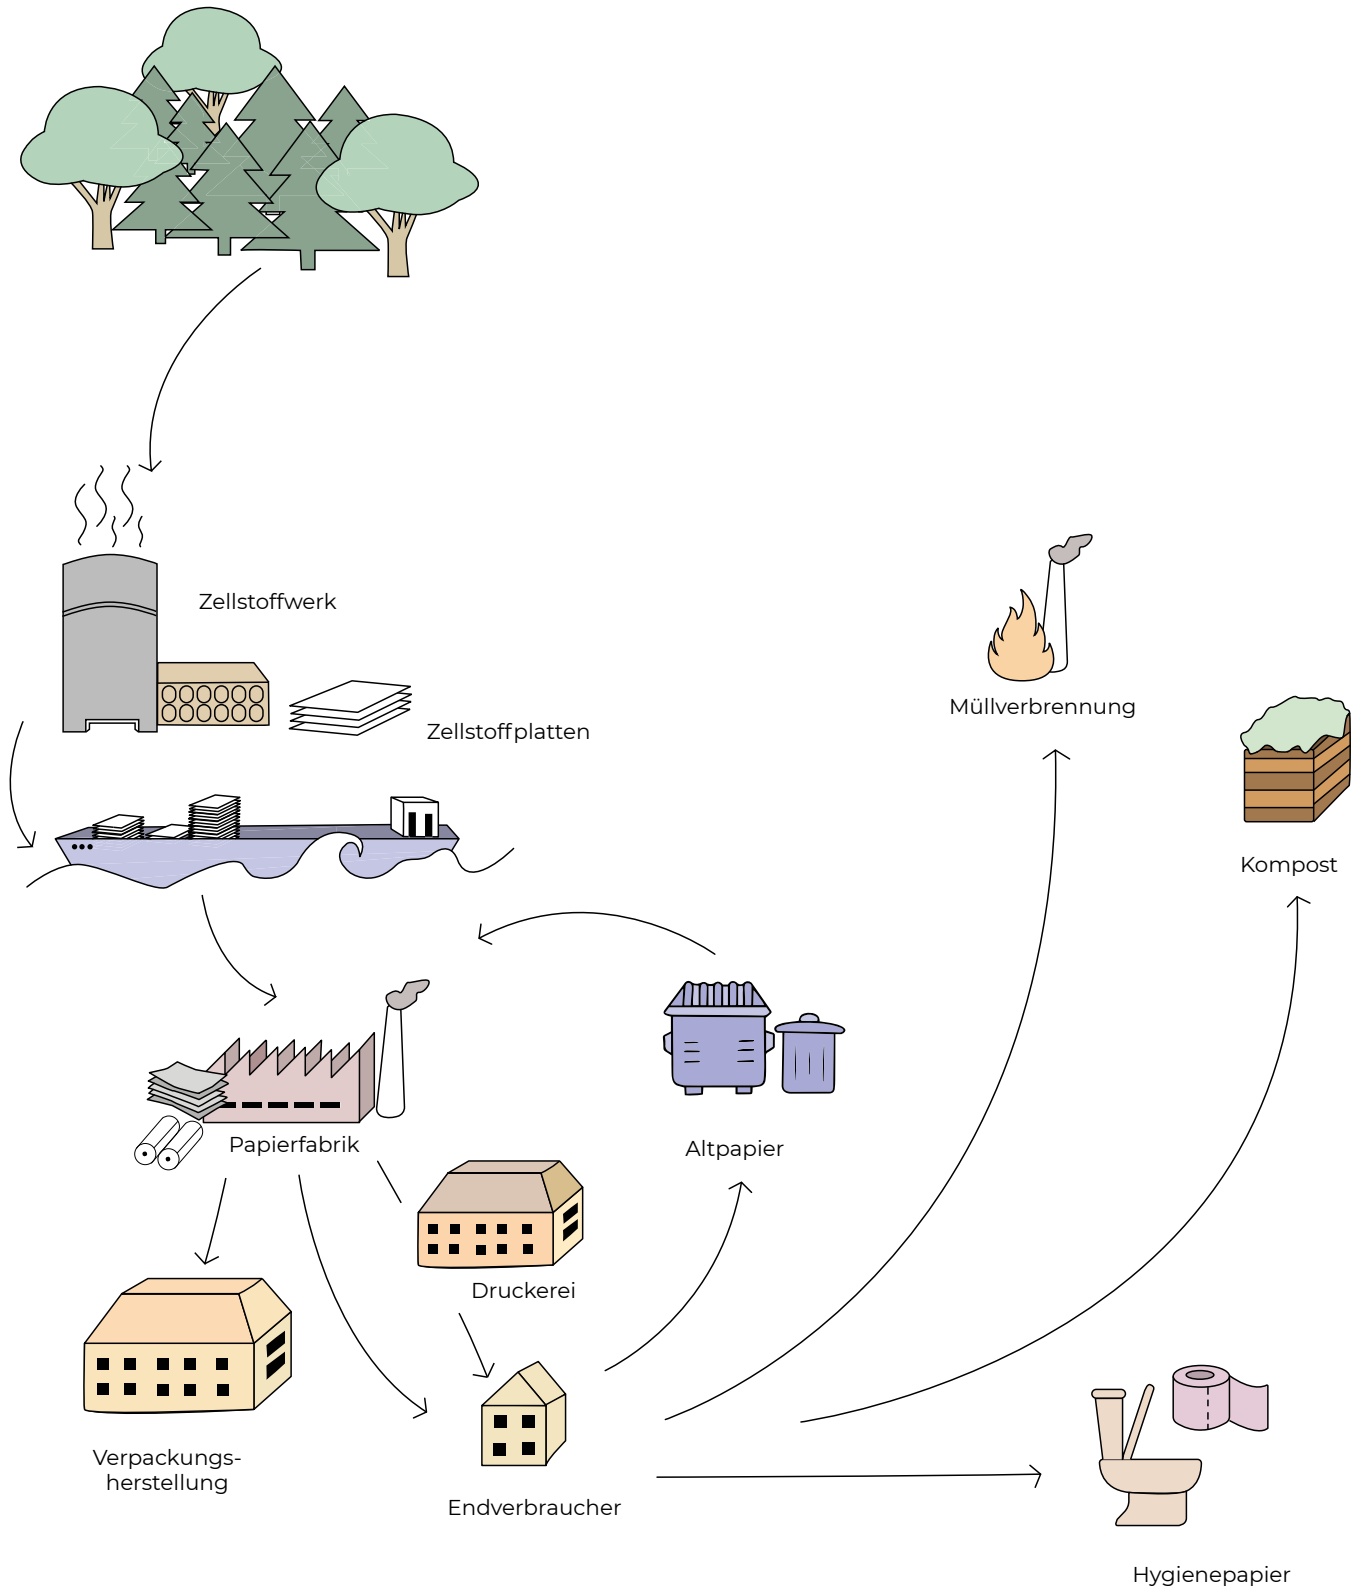 Zellstoffwerk
Zellstoffplatten
Müllverbrennung
Kompost
Papierfabrik
Altpapier
Druckerei
Verpackungs-
herstellung
Endverbraucher
Hygienepapier